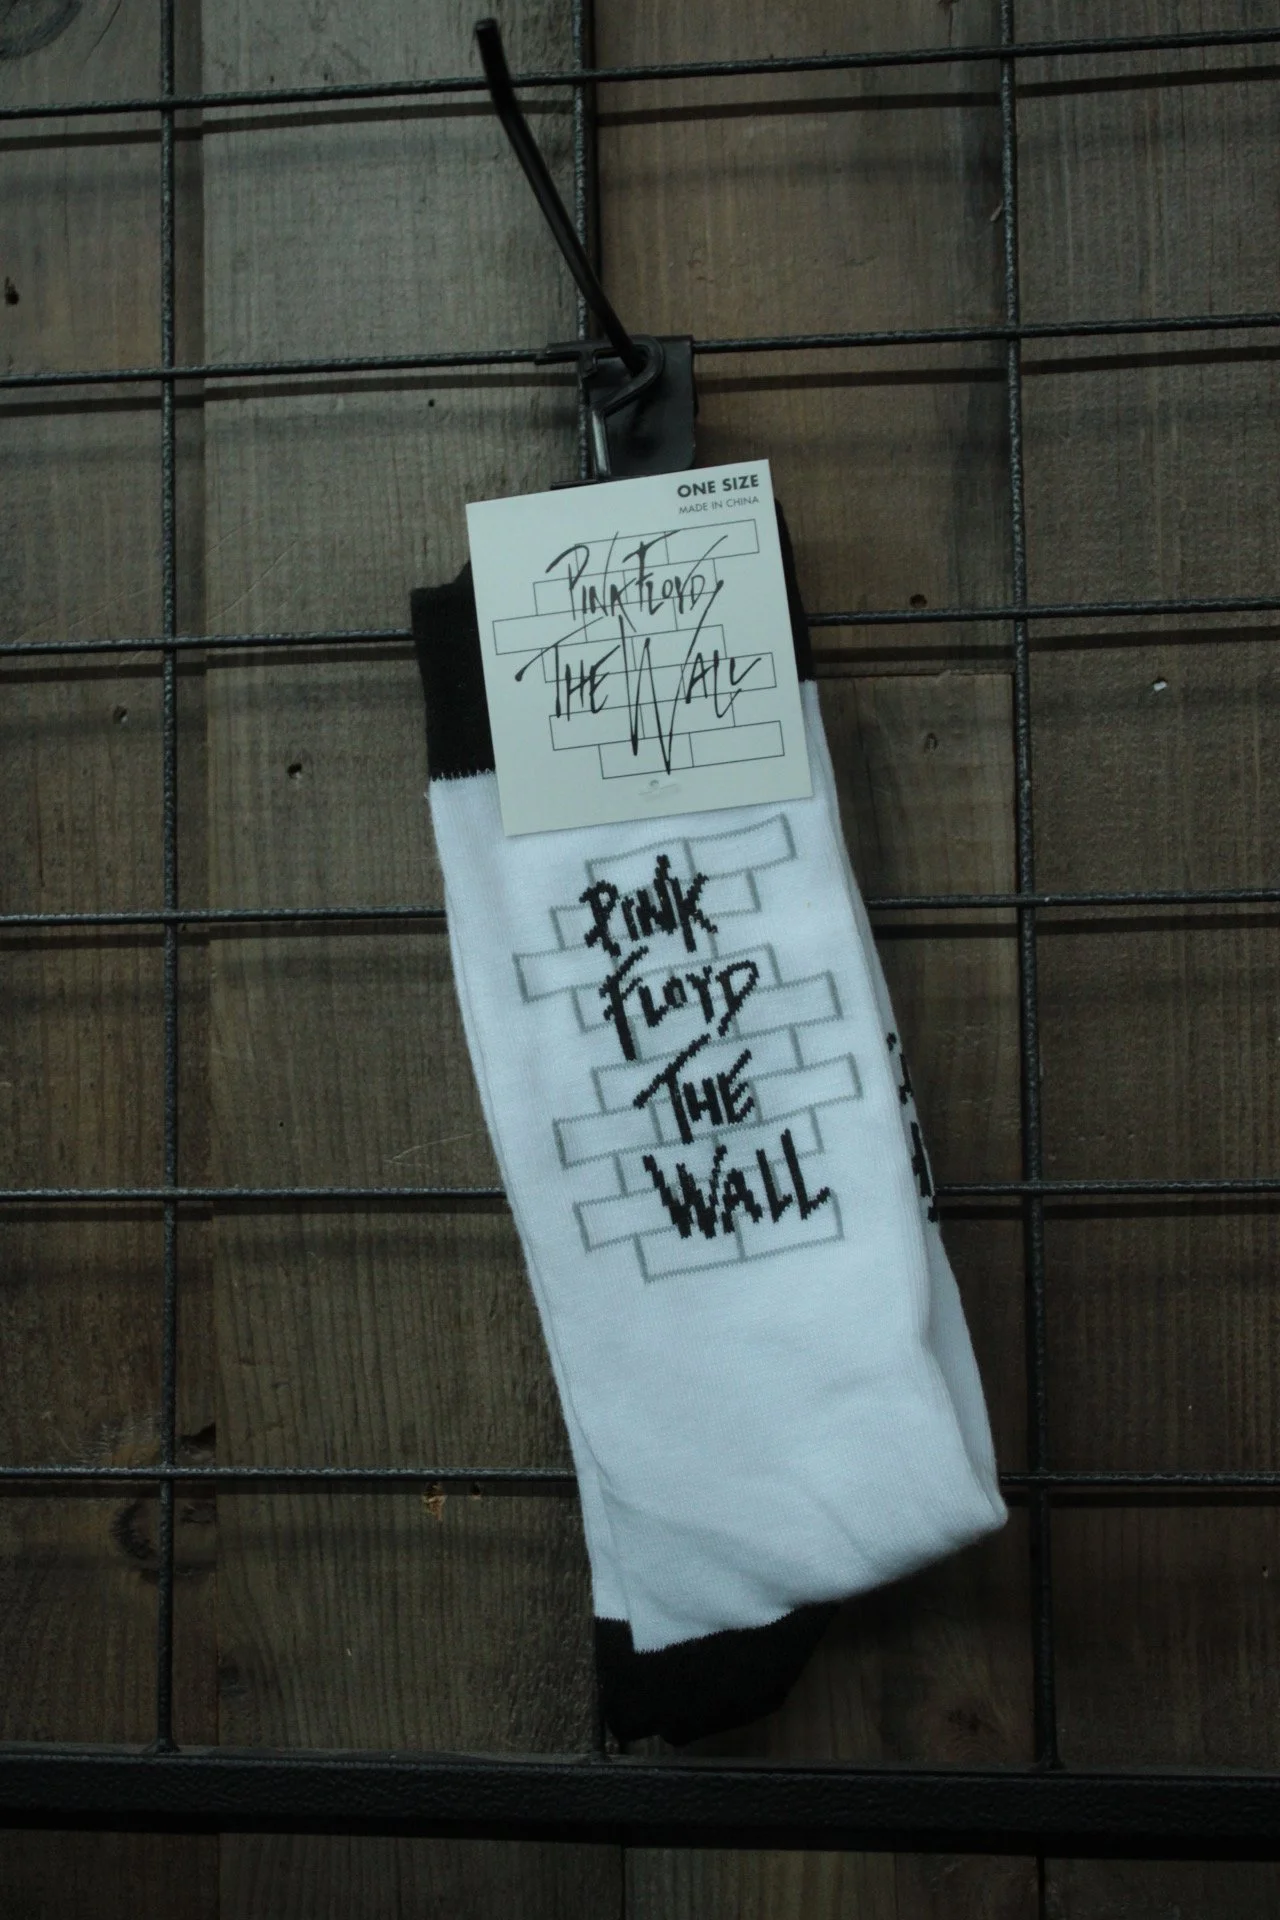 ONE SIZE
MADE IN CHINA
PINK FLOYD
THE WALL
PINK
FLOYD
THE
WALL